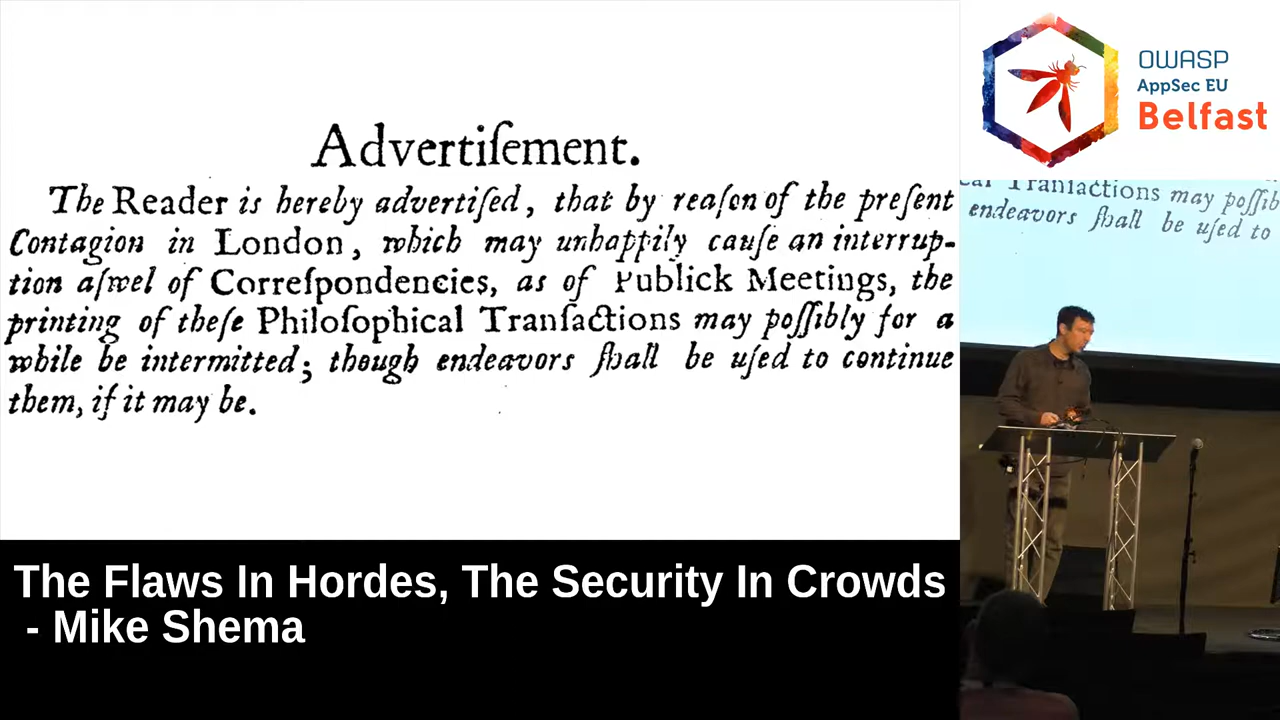 Advertiſement.
The Reader is hereby advertiſed, that by reaſon of the preſent
Contagion in London, which may unhappily cauſe an interrup-
tion aſwel of Correſpondencies, as of Publick Meetings, the
printing of theſe Philoſophical Tranſactions may poſſibly for a
while be intermitted; though endeavors ſhall be uſed to continue
them, if it may be.
OWASP
AppSec EU
Belfast
cal Tranſactions may poſſib
endeavors ſhall be uſed to
The Flaws In Hordes, The Security In Crowds
- Mike Shema